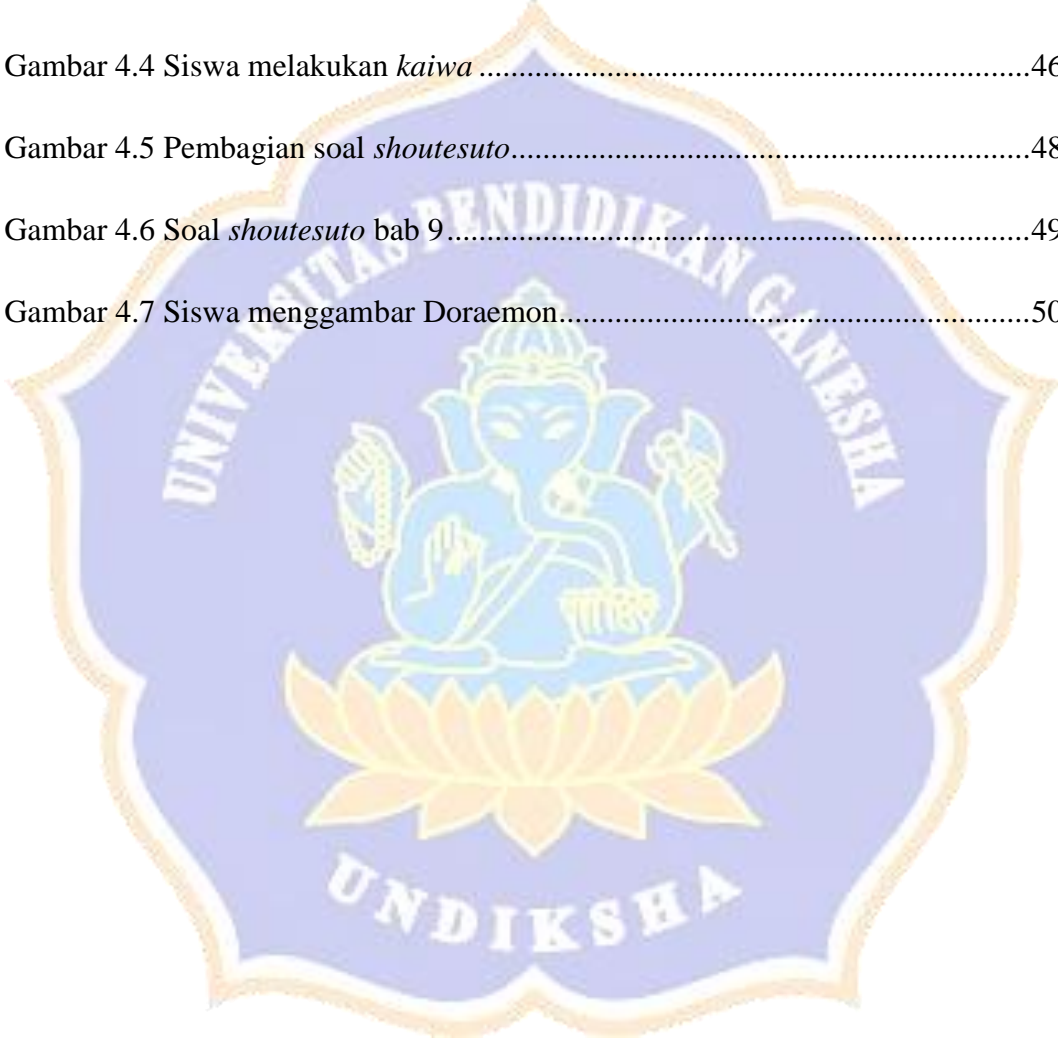 Gambar 4.4 Siswa melakukan kaiwa ..................................................................46
Gambar 4.5 Pembagian soal shoutesuto..............................................................48
Gambar 4.6 Soal shoutesuto bab 9......................................................................49
Gambar 4.7 Siswa menggambar Doraemon........................................................50
UNIVERSITAS PENDIDIKAN GANESHA
UNDIKSHA